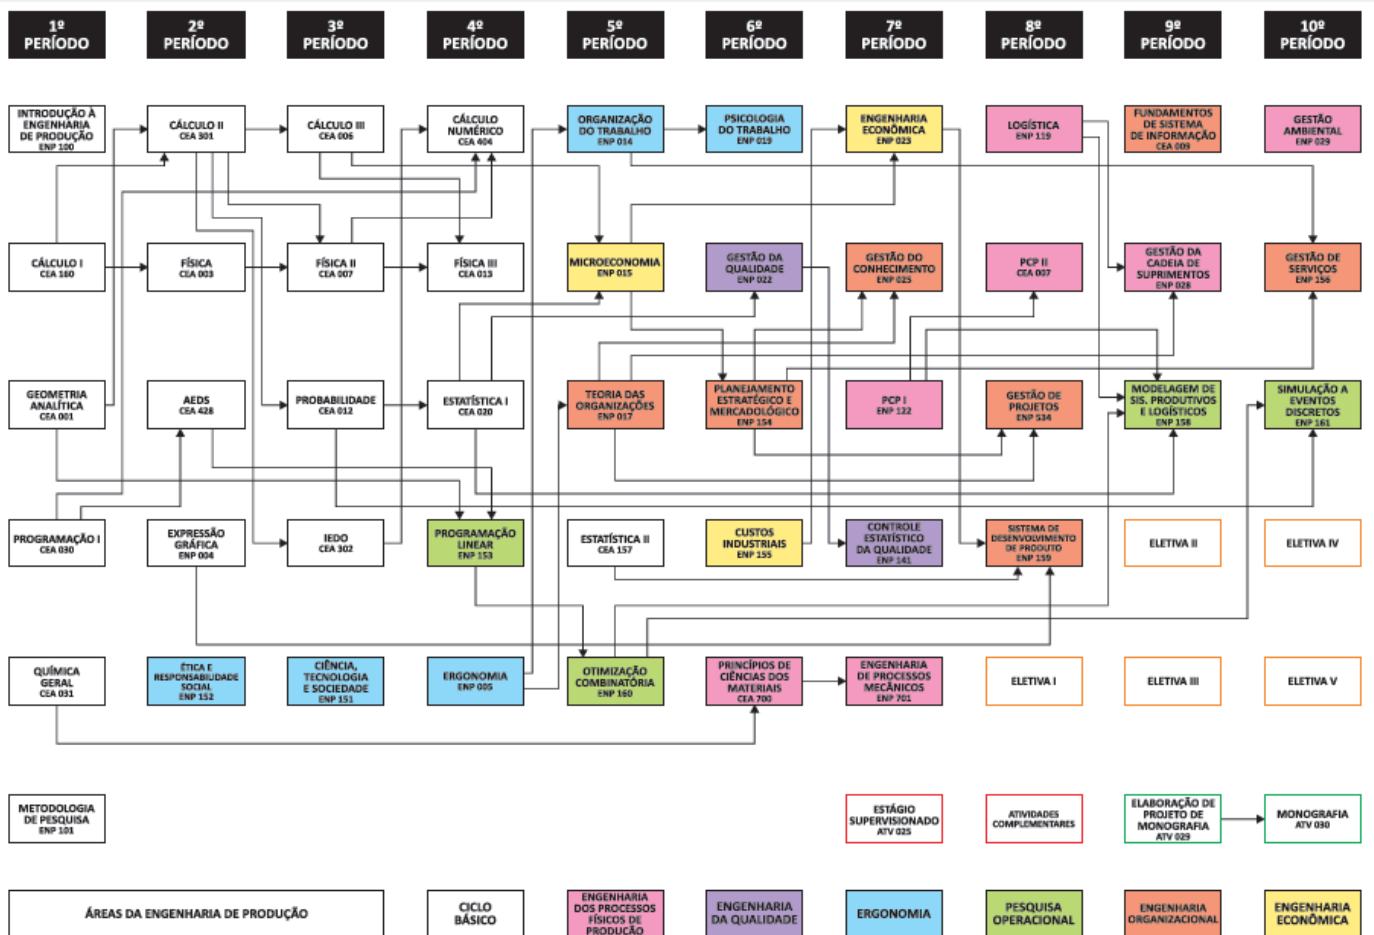 1º
PERÍODO
2º
PERÍODO
3º
PERÍODO
4º
PERÍODO
5º
PERÍODO
6º
PERÍODO
7º
PERÍODO
8º
PERÍODO
9º
PERÍODO
10º
PERÍODO
INTRODUÇÃO À
ENGENHARIA
DE PRODUÇÃO
ENP 100
CÁLCULO II
CEA 301
CÁLCULO III
CEA 006
CÁLCULO
NUMÉRICO
CEA 404
ORGANIZAÇÃO
DO TRABALHO
ENP 014
PSICOLOGIA
DO TRABALHO
ENP 019
ENGENHARIA
ECONÔMICA
ENP 023
LOGÍSTICA
ENP 119
FUNDAMENTOS
DE SISTEMA
DE INFORMAÇÃO
CEA 009
GESTÃO
AMBIENTAL
ENP 029
CÁLCULO I
CEA 160
FÍSICA
CEA 003
FÍSICA II
CEA 007
FÍSICA III
CEA 013
MICROECONOMIA
ENP 015
GESTÃO DA
QUALIDADE
ENP 022
GESTÃO DO
CONHECIMENTO
ENP 025
PCP II
CEA 007
GESTÃO DA
CADEIA DE
SUPRIMENTOS
ENP 028
GESTÃO DE
SERVIÇOS
ENP 156
GEOMETRIA
ANALÍTICA
CEA 001
AEDS
CEA 428
PROBABILIDADE
CEA 012
ESTATÍSTICA I
CEA 020
TEORIA DAS
ORGANIZAÇÕES
ENP 017
PLANEJAMENTO
ESTRATÉGICO E
MERCADOLÓGICO
ENP 154
PCP I
ENP 122
GESTÃO DE
PROJETOS
ENP 534
MODELAGEM DE
SIS. PRODUTIVOS
E LOGÍSTICOS
ENP 158
SIMULAÇÃO A
EVENTOS
DISCRETOS
ENP 161
PROGRAMAÇÃO I
CEA 030
EXPRESSÃO
GRÁFICA
ENP 004
IEDO
CEA 302
PROGRAMAÇÃO
LINEAR
ENP 153
ESTATÍSTICA II
CEA 157
CUSTOS
INDUSTRIAIS
ENP 155
CONTROLE
ESTATÍSTICO
DA QUALIDADE
ENP 141
SISTEMA DE
DESENVOLVIMENTO
DE PRODUTO
ENP 159
ELETIVA II
ELETIVA IV
QUÍMICA
GERAL
CEA 031
ÉTICA E
RESPONSABILIDADE
SOCIAL
ENP 152
CIÊNCIA,
TECNOLOGIA
E SOCIEDADE
ENP 151
ERGONOMIA
ENP 005
OTIMIZAÇÃO
COMBINATÓRIA
ENP 160
PRINCÍPIOS DE
CIÊNCIAS DOS
MATERIAIS
CEA 700
ENGENHARIA
DE PROCESSOS
MECÂNICOS
ENP 701
ELETIVA I
ELETIVA III
ELETIVA V
METODOLOGIA
DE PESQUISA
ENP 101
ESTÁGIO
SUPERVISIONADO
ATV 025
ATIVIDADES
COMPLEMENTARES
ELABORAÇÃO DE
PROJETO DE
MONOGRAFIA
ATV 029
MONOGRAFIA
ATV 030
ÁREAS DA ENGENHARIA DE PRODUÇÃO
CICLO
BÁSICO
ENGENHARIA
DOS PROCESSOS
FÍSICOS DE
PRODUÇÃO
ENGENHARIA
DA QUALIDADE
ERGONOMIA
PESQUISA
OPERACIONAL
ENGENHARIA
ORGANIZACIONAL
ENGENHARIA
ECONÔMICA